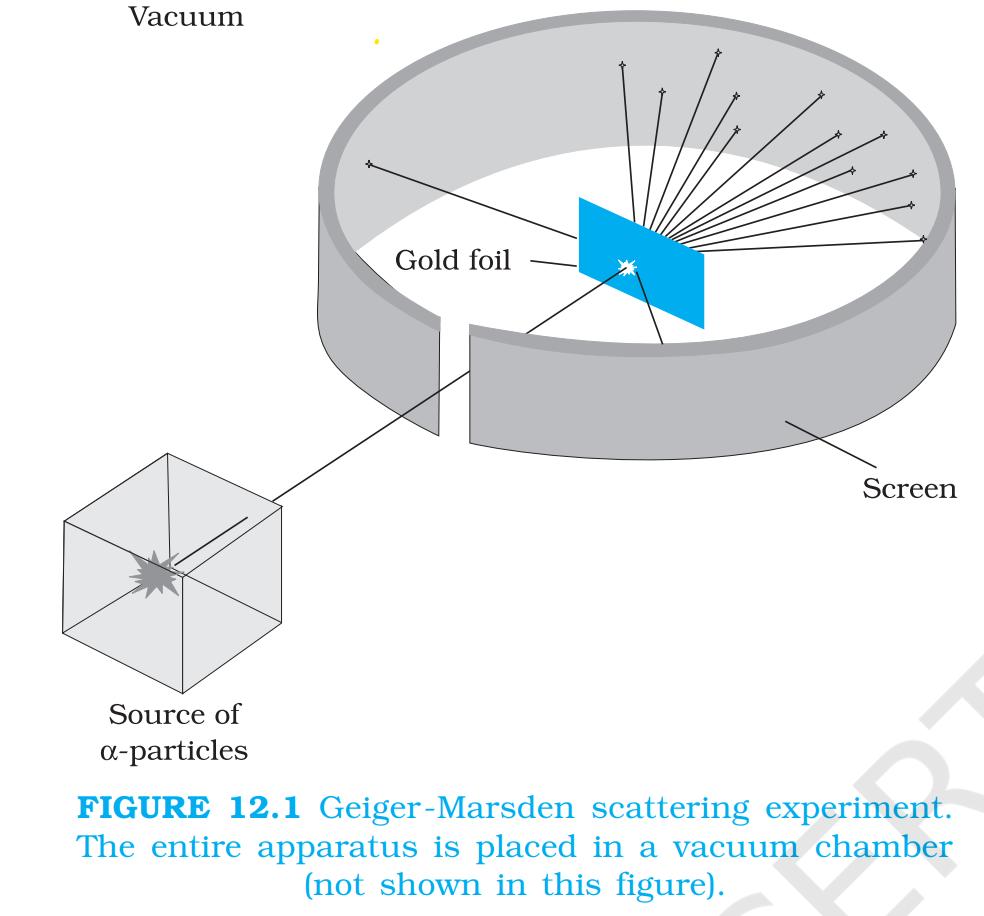 Vacuum
Gold foil
Screen
Source of
α-particles
FIGURE 12.1 Geiger-Marsden scattering experiment.
The entire apparatus is placed in a vacuum chamber
(not shown in this figure).